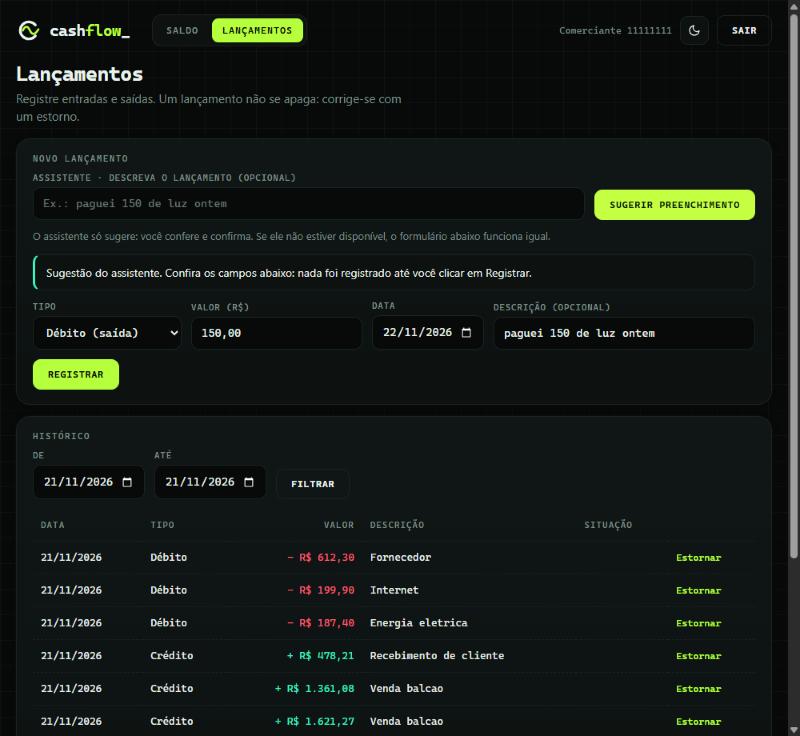 cashflow_
SALDO
LANÇAMENTOS
Comerciante 11111111
SAIR
Lançamentos
Registre entradas e saídas. Um lançamento não se apaga: corrige-se com
um estorno.
NOVO LANÇAMENTO
ASSISTENTE · DESCREVA O LANÇAMENTO (OPCIONAL)
Ex.: paguei 150 de luz ontem
SUGERIR PREENCHIMENTO
O assistente só sugere: você confere e confirma. Se ele não estiver disponível, o formulário abaixo funciona igual.
Sugestão do assistente. Confira os campos abaixo: nada foi registrado até você clicar em Registrar.
TIPO VALOR (R$) DATA DESCRIÇÃO (OPCIONAL)
Débito (saída) 150,00 22/11/2026 paguei 150 de luz ontem
REGISTRAR
HISTÓRICO
DE ATÉ
21/11/2026 21/11/2026 FILTRAR
DATA TIPO VALOR DESCRIÇÃO SITUAÇÃO
21/11/2026 Débito − R$ 612,30 Fornecedor Estornar
21/11/2026 Débito − R$ 199,90 Internet Estornar
21/11/2026 Débito − R$ 187,40 Energia eletrica Estornar
21/11/2026 Crédito + R$ 478,21 Recebimento de cliente Estornar
21/11/2026 Crédito + R$ 1.361,08 Venda balcao Estornar
21/11/2026 Crédito + R$ 1.621,27 Venda balcao Estornar